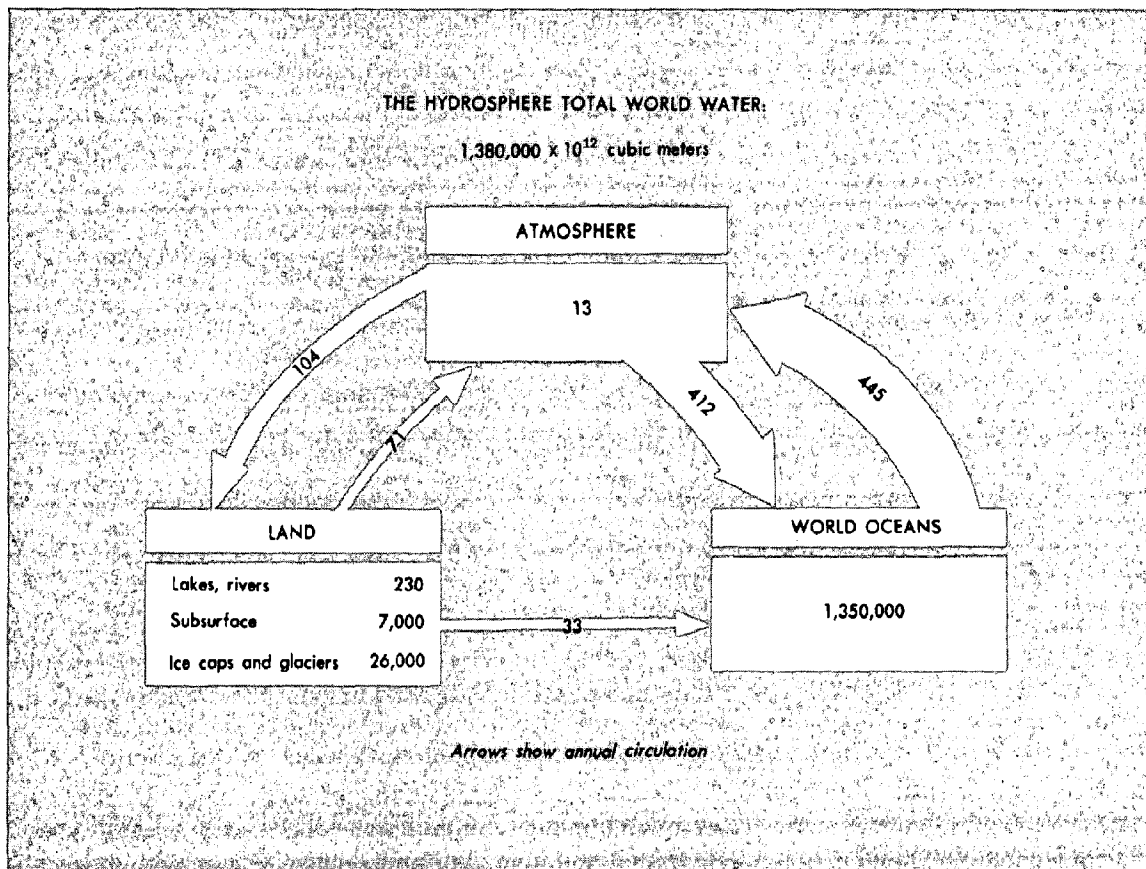 THE HYDROSPHERE TOTAL WORLD WATER:
1,380,000 x 10¹² cubic meters
ATMOSPHERE
13
104
71
412
445
LAND
Lakes, rivers 230
Subsurface 7,000
Ice caps and glaciers 26,000
33
WORLD OCEANS
1,350,000
Arrows show annual circulation